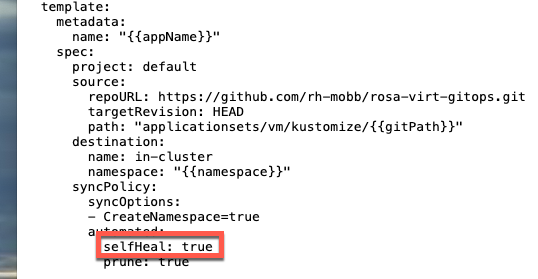 template:
metadata:
name: "{{appName}}"
spec:
project: default
source:
repoURL: https://github.com/rh-mobb/rosa-virt-gitops.git
targetRevision: HEAD
path: "applicationsets/vm/kustomize/{{gitPath}}"
destination:
name: in-cluster
namespace: "{{namespace}}"
syncPolicy:
syncOptions:
- CreateNamespace=true
automated:
selfHeal: true
prune: true